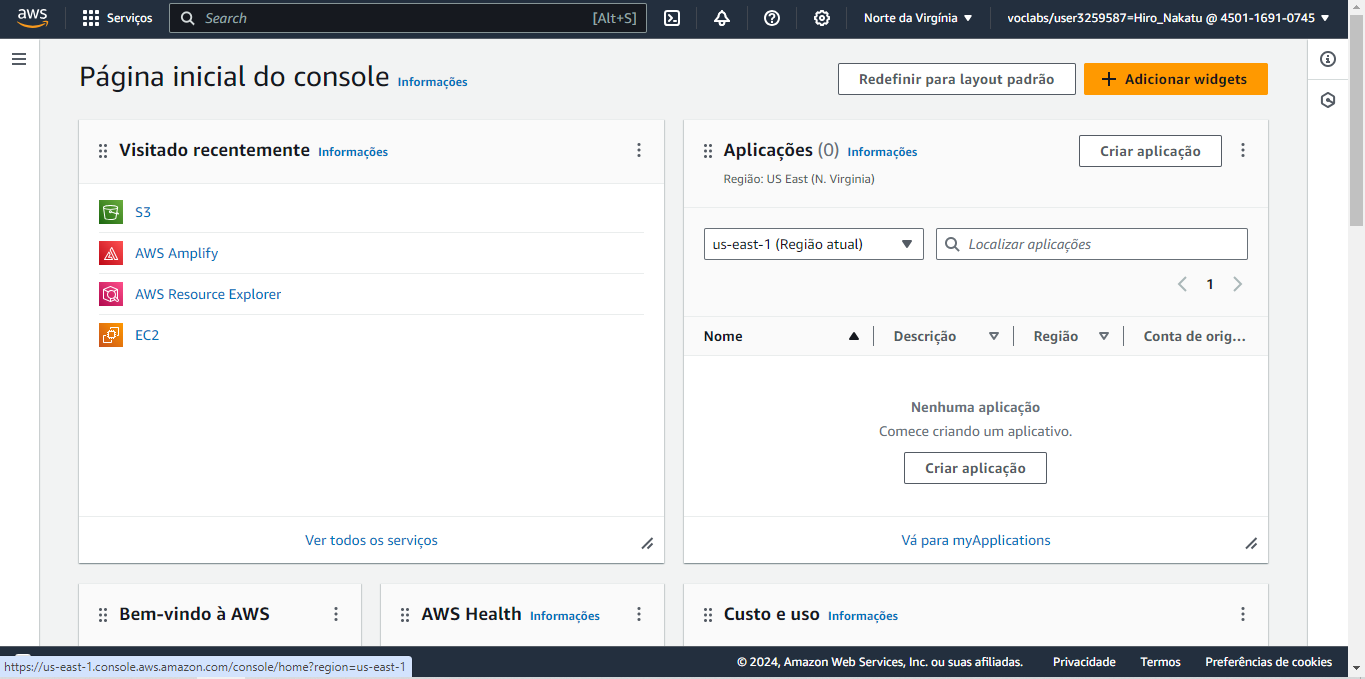 aws
Serviços
Search [Alt+S]
Norte da Virgínia
voclabs/user3259587=Hiro_Nakatu @ 4501-1691-0745
Página inicial do console Informações
Redefinir para layout padrão
Adicionar widgets
Visitado recentemente Informações
S3
AWS Amplify
AWS Resource Explorer
EC2
Ver todos os serviços
Aplicações (0) Informações
Região: US East (N. Virginia)
Criar aplicação
us-east-1 (Região atual)
Localizar aplicações
1
Nome Descrição Região Conta de orig...
Nenhuma aplicação
Comece criando um aplicativo.
Criar aplicação
Vá para myApplications
Bem-vindo à AWS
AWS Health Informações
Custo e uso Informações
https://us-east-1.console.aws.amazon.com/console/home?region=us-east-1
© 2024, Amazon Web Services, Inc. ou suas afiliadas. Privacidade Termos Preferências de cookies